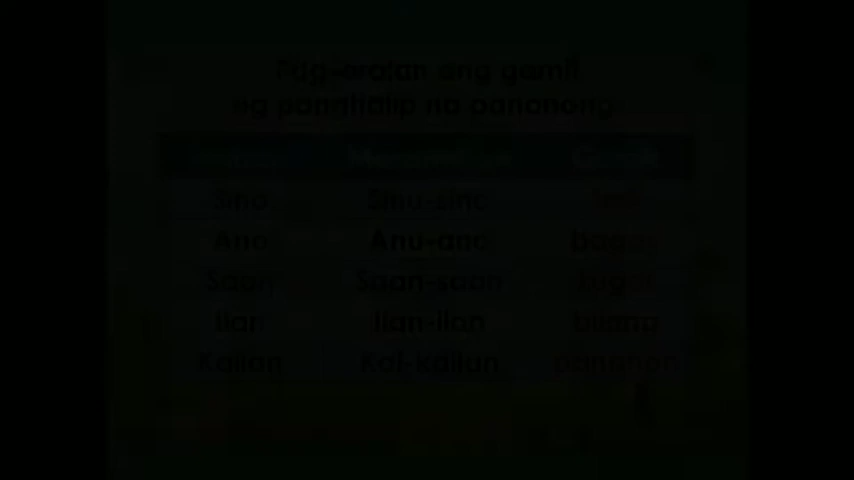 Pag-aralan ang gamit
ng panghalip na pananong
Maramihan Gamit
Sino Sinu-sino
Ano Anu-ano bagay
Saan Saan-saan lugar
Ilan Ilan-ilan bilang
Kailan Kai-kailan panahon